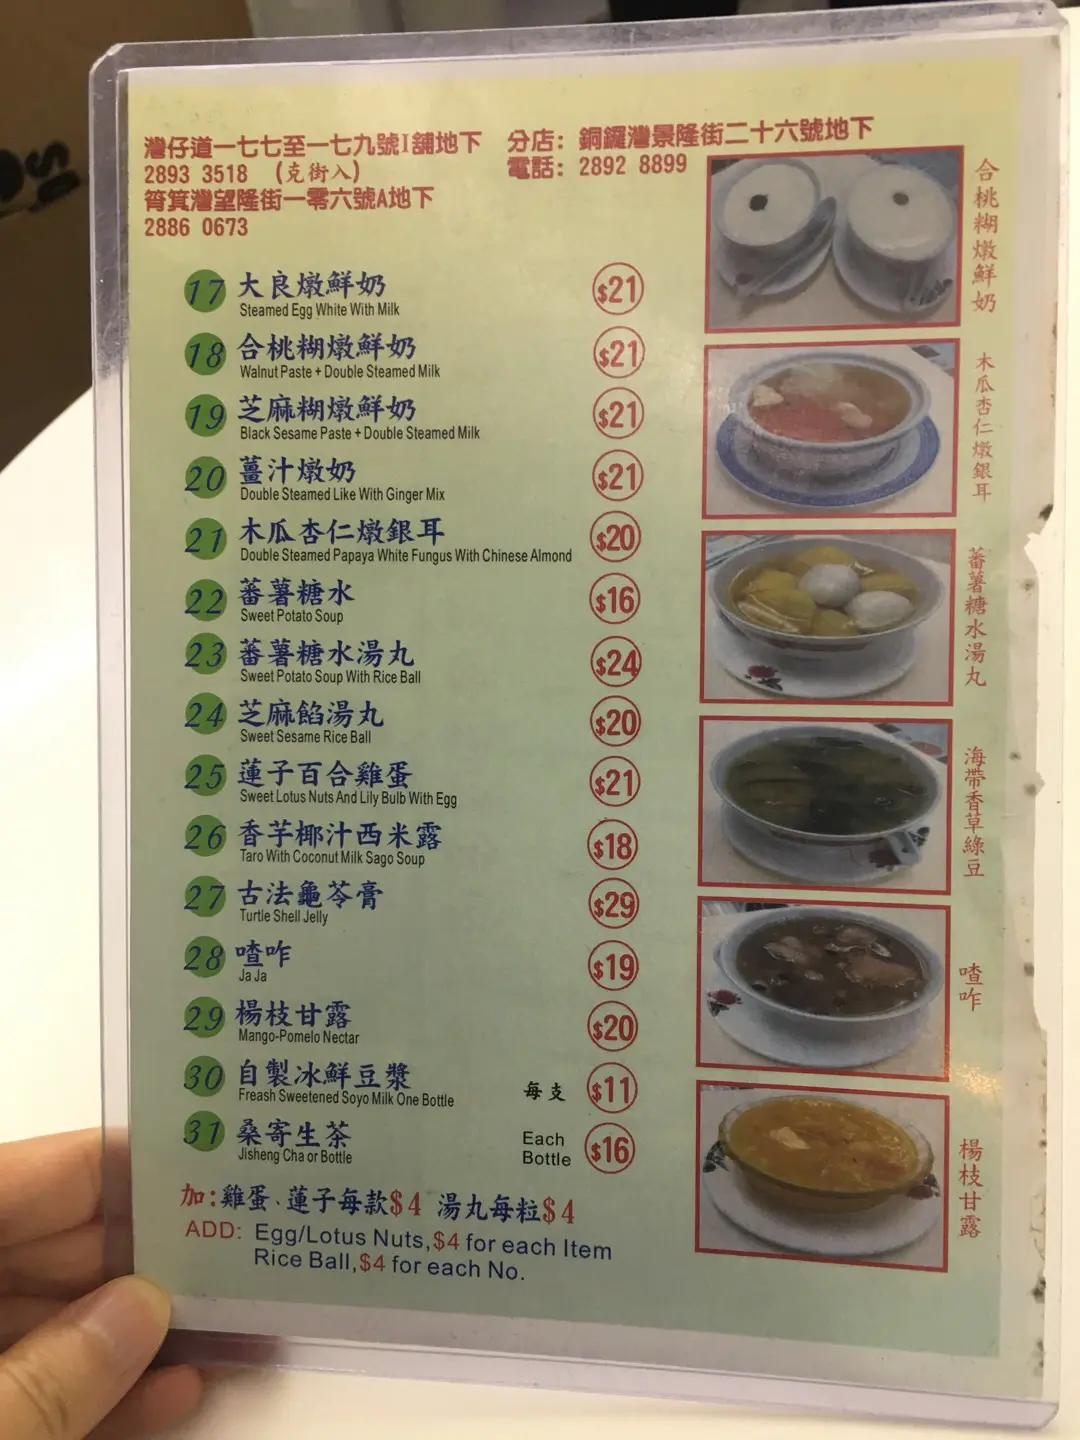 灣仔道一七七至一七九號I舖地下
2893 3518 (克街入)
筲箕灣望隆街一零六號A地下
2886 0673
分店: 銅鑼灣景隆街二十六號地下
電話: 2892 8899
17 大良燉鮮奶 $21
Steamed Egg White With Milk
18 合桃糊燉鮮奶 $21
Walnut Paste + Double Steamed Milk
19 芝麻糊燉鮮奶 $21
Black Sesame Paste + Double Steamed Milk
20 薑汁燉奶 $21
Double Steamed Like With Ginger Mix
21 木瓜杏仁燉銀耳 $20
Double Steamed Papaya White Fungus With Chinese Almond
22 蕃薯糖水 $16
Sweet Potato Soup
23 蕃薯糖水湯丸 $24
Sweet Potato Soup With Rice Ball
24 芝麻餡湯丸 $20
Sweet Sesame Rice Ball
25 蓮子百合雞蛋 $21
Sweet Lotus Nuts And Lily Bulb With Egg
26 香芋椰汁西米露 $18
Taro With Coconut Milk Sago Soup
27 古法龜苓膏 $29
Turtle Shell Jelly
28 喳咋 $19
Ja Ja
29 楊枝甘露 $20
Mango-Pomelo Nectar
30 自製冰鮮豆漿 每支 $11
Freash Sweetened Soyo Milk One Bottle
31 桑寄生茶 Each Bottle $16
Jisheng Cha or Bottle
加:雞蛋、蓮子每款$4 湯丸每粒$4
ADD: Egg/Lotus Nuts,$4 for each Item
Rice Ball,$4 for each No.
合桃糊燉鮮奶
木瓜杏仁燉銀耳
蕃薯糖水湯丸
海帶香草綠豆
喳咋
楊枝甘露